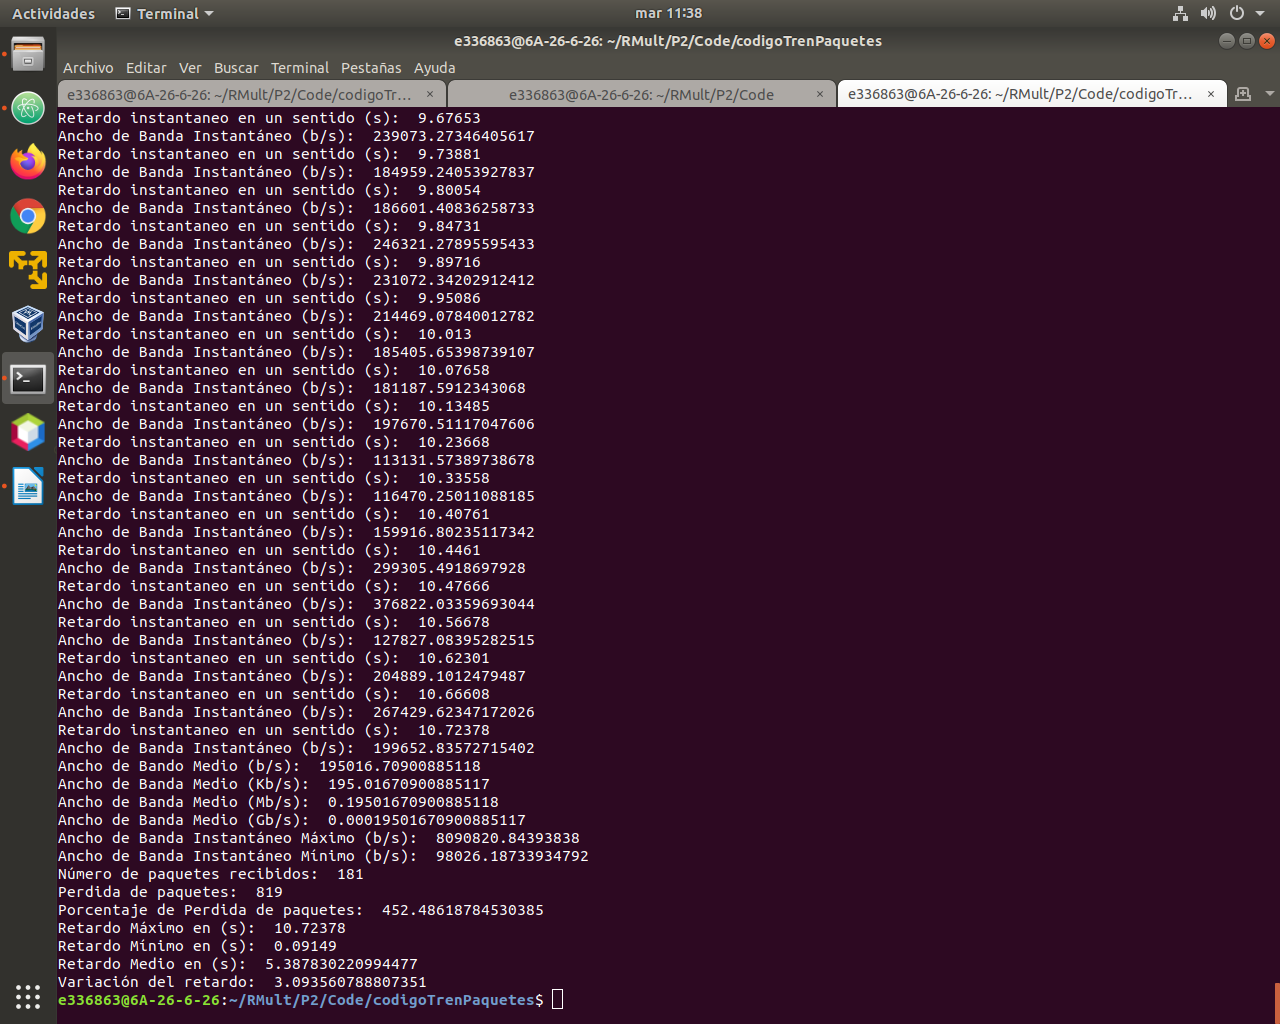 Actividades Terminal mar 11:38
e336863@6A-26-6-26: ~/RMult/P2/Code/codigoTrenPaquetes
Archivo Editar Ver Buscar Terminal Pestañas Ayuda
e336863@6A-26-6-26: ~/RMult/P2/Code/codigoTr... × e336863@6A-26-6-26: ~/RMult/P2/Code × e336863@6A-26-6-26: ~/RMult/P2/Code/codigoTr... ×
Retardo instantaneo en un sentido (s):  9.67653
Ancho de Banda Instantáneo (b/s):  239073.27346405617
Retardo instantaneo en un sentido (s):  9.73881
Ancho de Banda Instantáneo (b/s):  184959.24053927837
Retardo instantaneo en un sentido (s):  9.80054
Ancho de Banda Instantáneo (b/s):  186601.40836258733
Retardo instantaneo en un sentido (s):  9.84731
Ancho de Banda Instantáneo (b/s):  246321.27895595433
Retardo instantaneo en un sentido (s):  9.89716
Ancho de Banda Instantáneo (b/s):  231072.34202912412
Retardo instantaneo en un sentido (s):  9.95086
Ancho de Banda Instantáneo (b/s):  214469.07840012782
Retardo instantaneo en un sentido (s):  10.013
Ancho de Banda Instantáneo (b/s):  185405.65398739107
Retardo instantaneo en un sentido (s):  10.07658
Ancho de Banda Instantáneo (b/s):  181187.5912343068
Retardo instantaneo en un sentido (s):  10.13485
Ancho de Banda Instantáneo (b/s):  197670.51117047606
Retardo instantaneo en un sentido (s):  10.23668
Ancho de Banda Instantáneo (b/s):  113131.57389738678
Retardo instantaneo en un sentido (s):  10.33558
Ancho de Banda Instantáneo (b/s):  116470.25011088185
Retardo instantaneo en un sentido (s):  10.40761
Ancho de Banda Instantáneo (b/s):  159916.80235117342
Retardo instantaneo en un sentido (s):  10.4461
Ancho de Banda Instantáneo (b/s):  299305.4918697928
Retardo instantaneo en un sentido (s):  10.47666
Ancho de Banda Instantáneo (b/s):  376822.03359693044
Retardo instantaneo en un sentido (s):  10.56678
Ancho de Banda Instantáneo (b/s):  127827.08395282515
Retardo instantaneo en un sentido (s):  10.62301
Ancho de Banda Instantáneo (b/s):  204889.1012479487
Retardo instantaneo en un sentido (s):  10.66608
Ancho de Banda Instantáneo (b/s):  267429.62347172026
Retardo instantaneo en un sentido (s):  10.72378
Ancho de Banda Instantáneo (b/s):  199652.83572715402
Ancho de Bando Medio (b/s):  195016.70900885118
Ancho de Banda Medio (Kb/s):  195.01670900885117
Ancho de Banda Medio (Mb/s):  0.19501670900885118
Ancho de Banda Medio (Gb/s):  0.00019501670900885117
Ancho de Banda Instantáneo Máximo (b/s):  8090820.84393838
Ancho de Banda Instantáneo Mínimo (b/s):  98026.18733934792
Número de paquetes recibidos:  181
Perdida de paquetes:  819
Porcentaje de Perdida de paquetes:  452.48618784530385
Retardo Máximo en (s):  10.72378
Retardo Mínimo en (s):  0.09149
Retardo Medio en (s):  5.387830220994477
Variación del retardo:  3.093560788807351
e336863@6A-26-6-26:~/RMult/P2/Code/codigoTrenPaquetes$